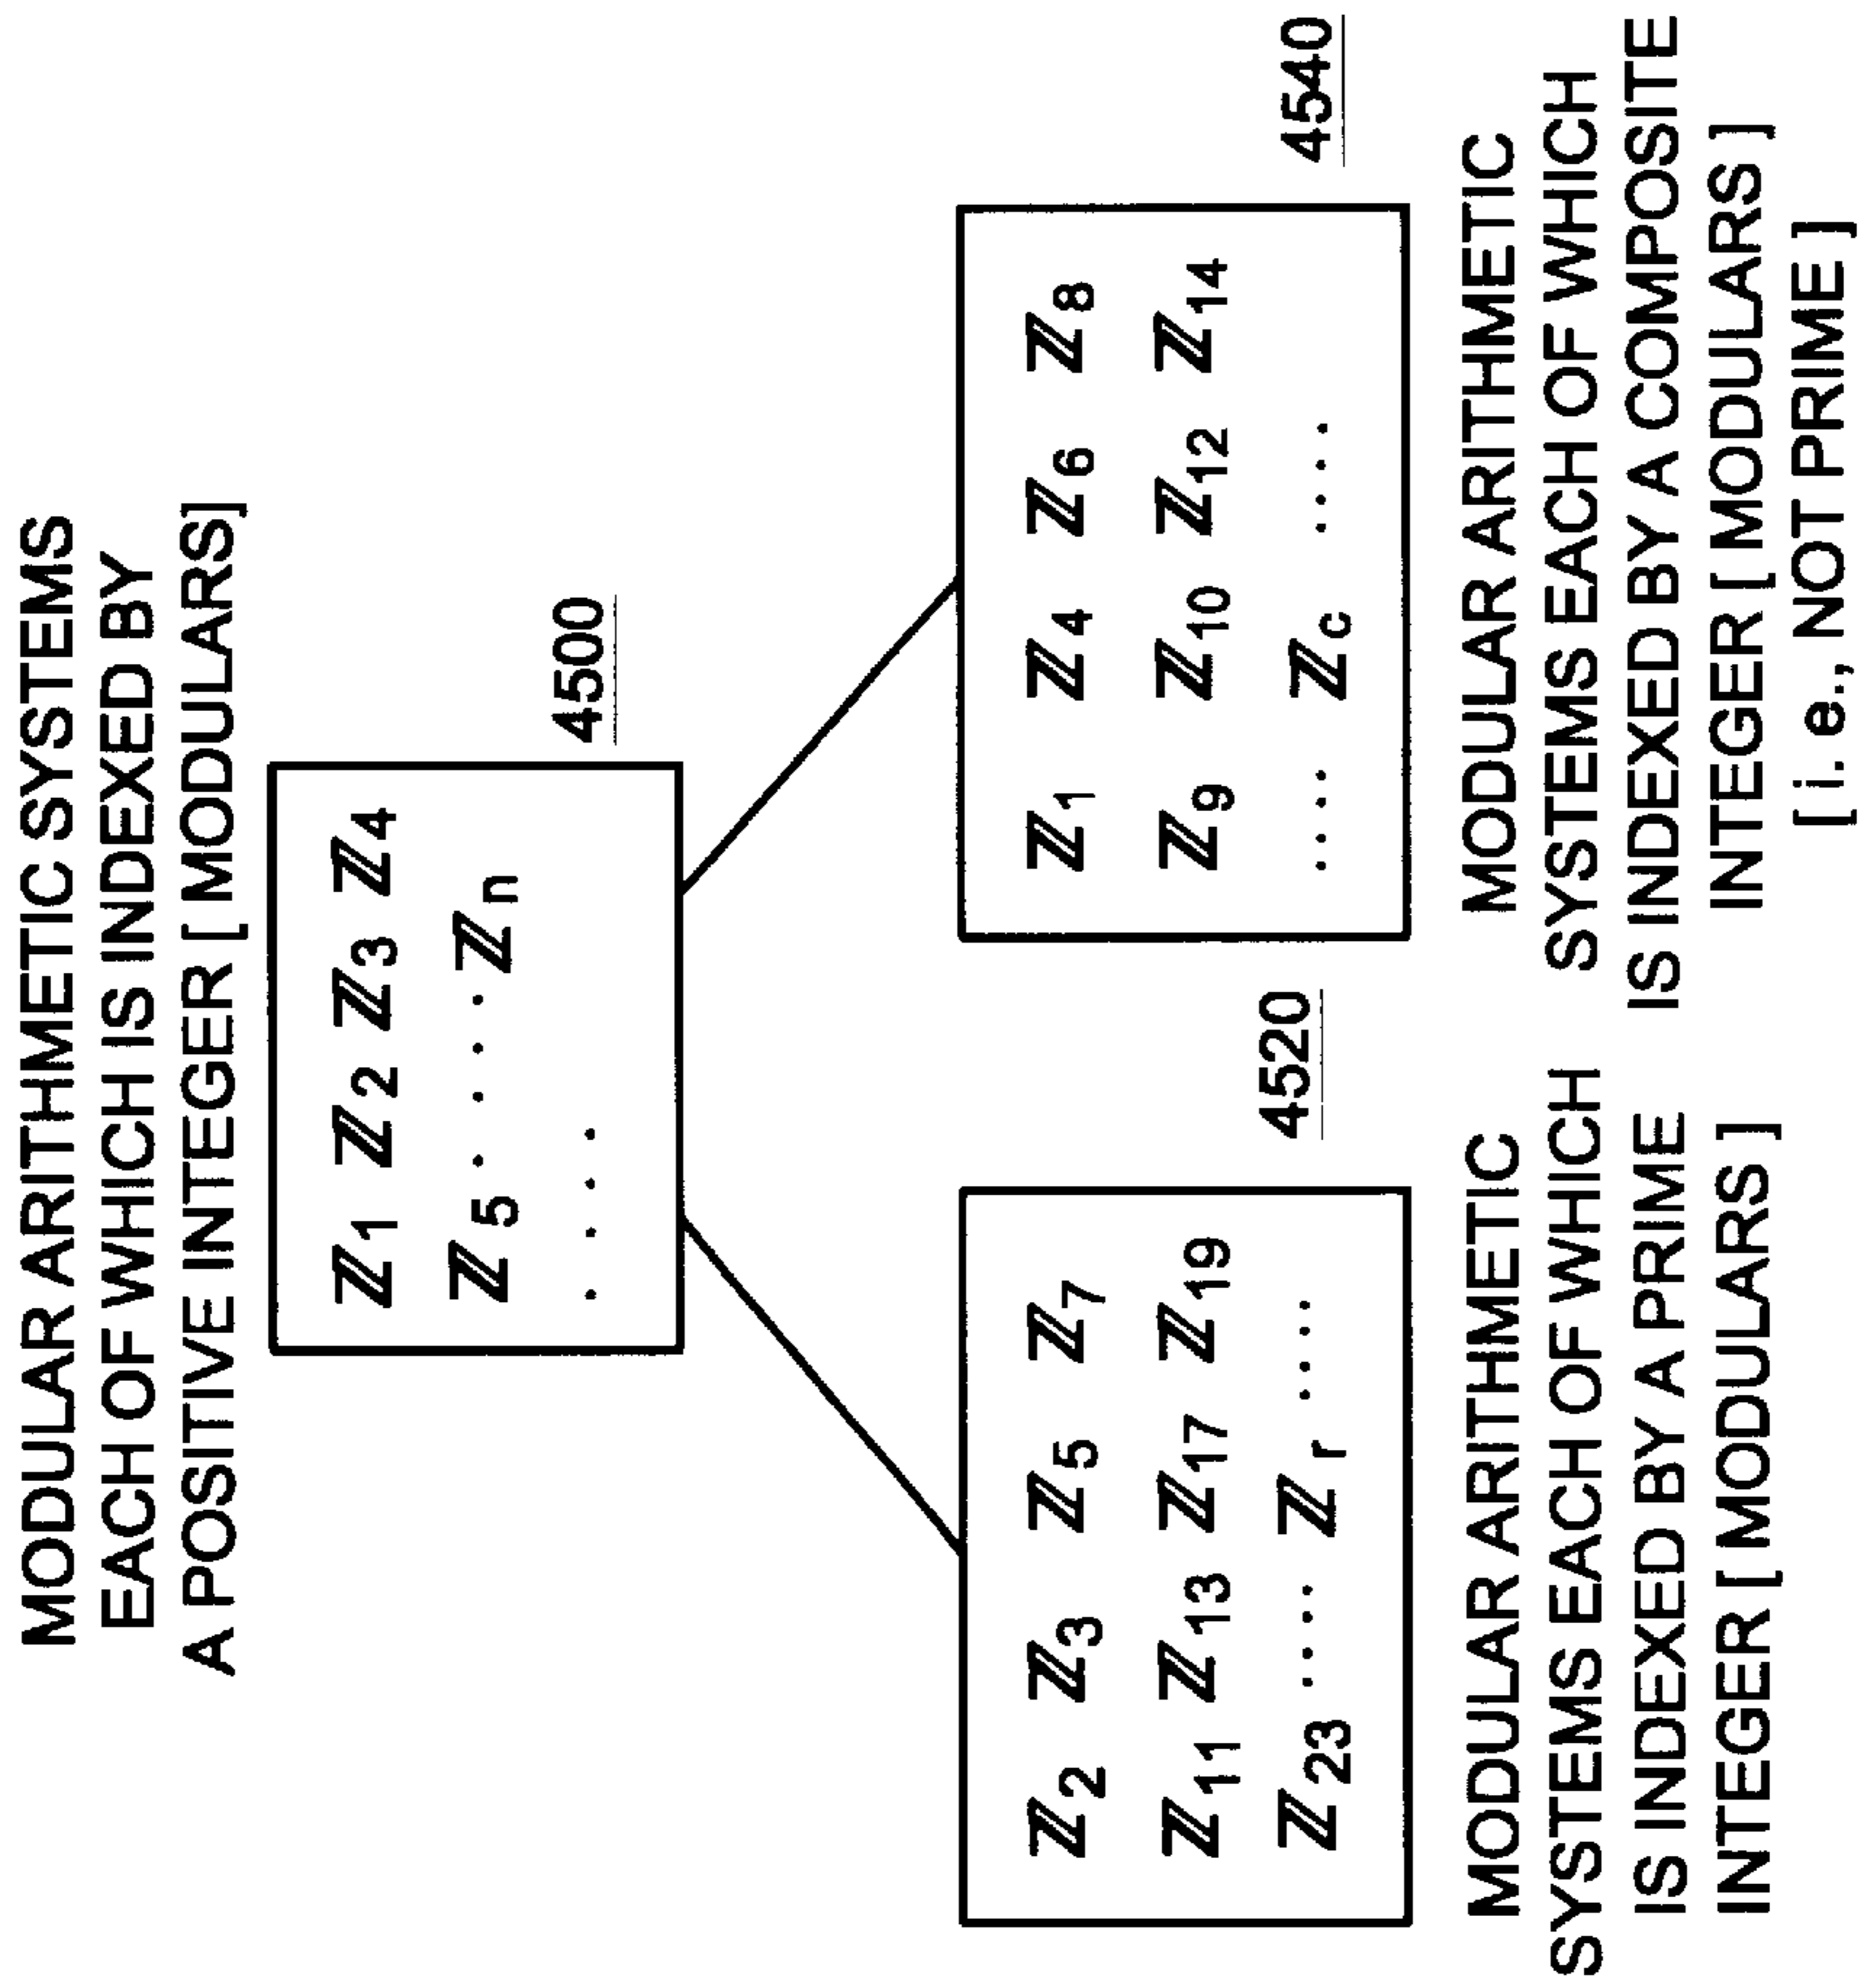 MODULAR ARITHMETIC SYSTEMS
EACH OF WHICH IS INDEXED BY
A POSITIVE INTEGER [ MODULARS]
ℤ1 ℤ2 ℤ3 ℤ4
ℤ5 . . . . ℤn
. . . .
4500
ℤ2 ℤ3 ℤ5 ℤ7
ℤ11 ℤ13 ℤ17 ℤ19
ℤ23 .... ℤr ....
4520
MODULAR ARITHMETIC
SYSTEMS EACH OF WHICH
IS INDEXED BY A PRIME
INTEGER [ MODULARS ]
ℤ1 ℤ4 ℤ6 ℤ8
ℤ9 ℤ10 ℤ12 ℤ14
.... ℤc ....
4540
MODULAR ARITHMETIC
SYSTEMS EACH OF WHICH
IS INDEXED BY A COMPOSITE
INTEGER [ MODULARS ]
[ i. e., NOT PRIME ]